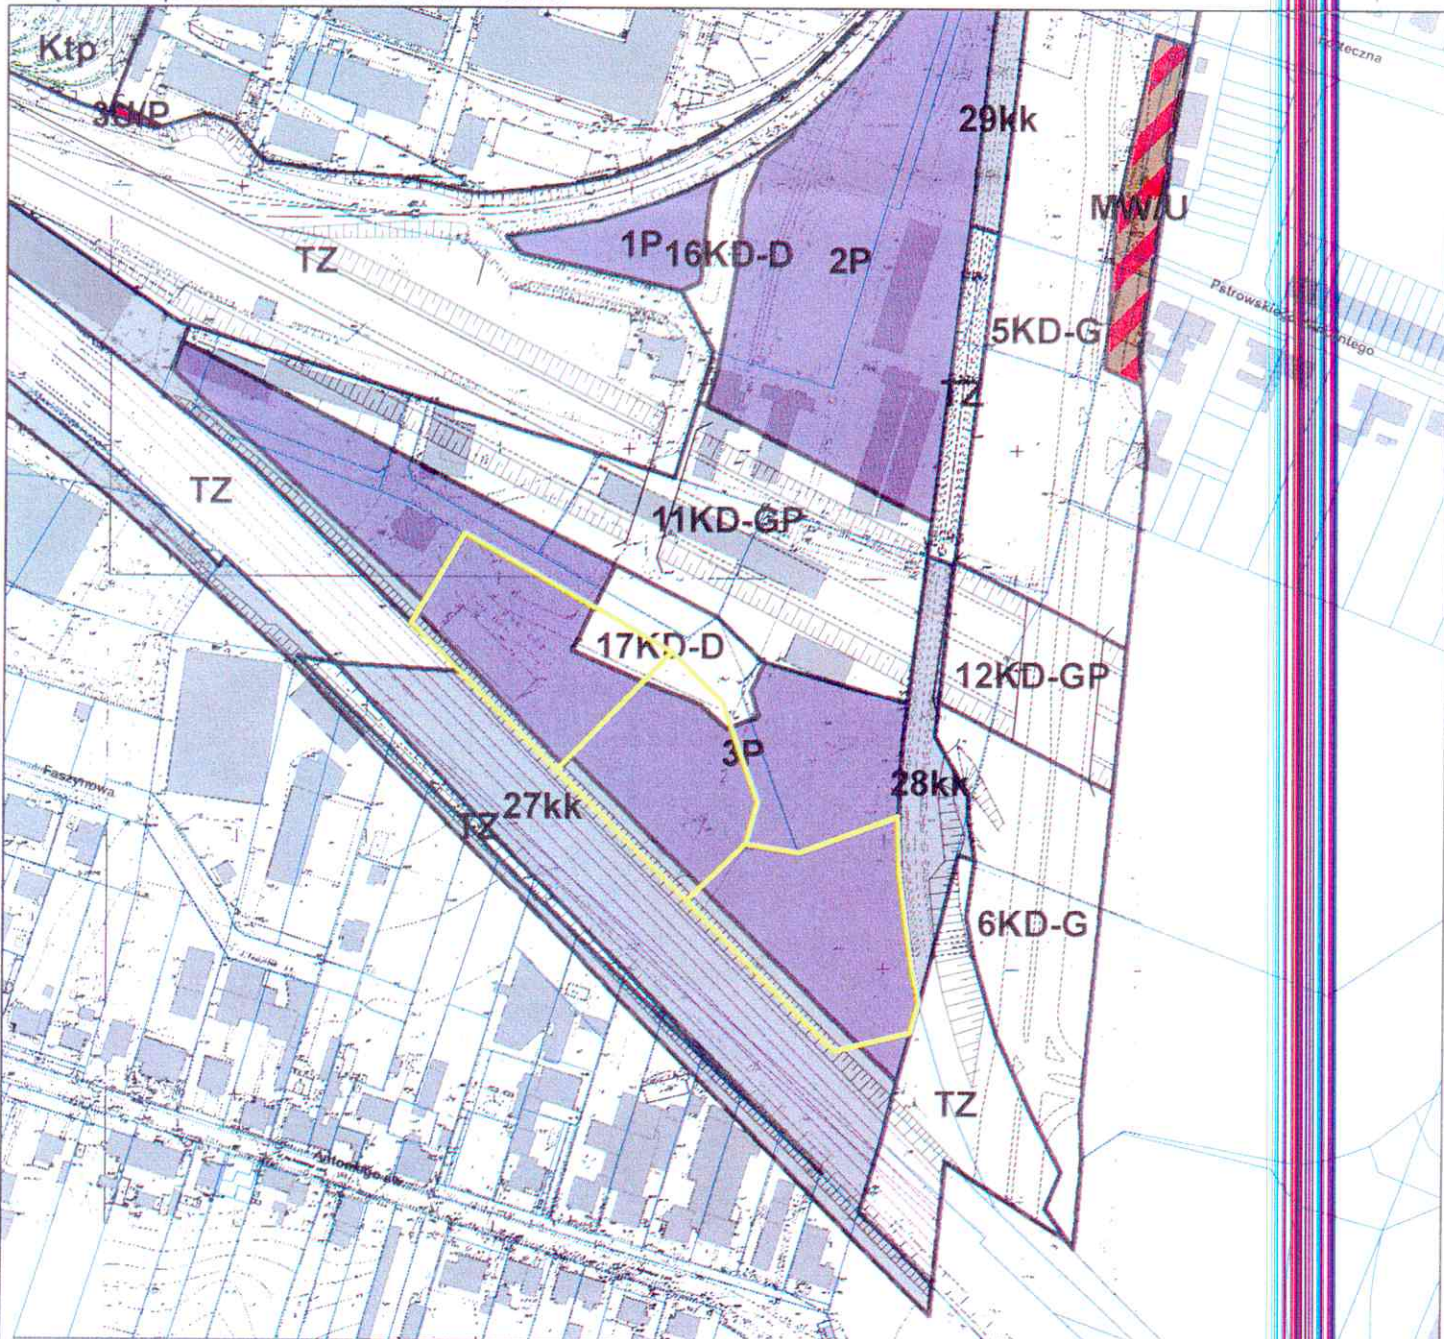 Ktp
29kk
MW/U
1P
16KD-D
2P
TZ
5KD-G
TZ
TZ
11KD-GP
17KD-D
12KD-GP
3P
28kk
27kk
TZ
Faszynowa
6KD-G
TZ